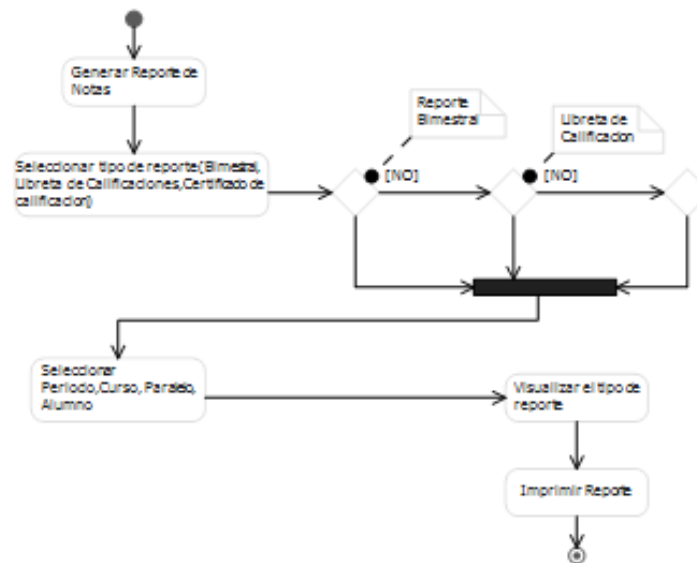 Generar Reporte de
Notas
Reporte
Bimestral
Libreta de
Calificacion
Seleccionar tipo de reporte(Bimestral,
Libreta de Calificaciones,Certificado de
calificacion)
[NO]
[NO]
Seleccionar
Periodo,Curso, Paralelo,
Alumno
Visualizar el tipo de
reporte
Imprimir Reporte